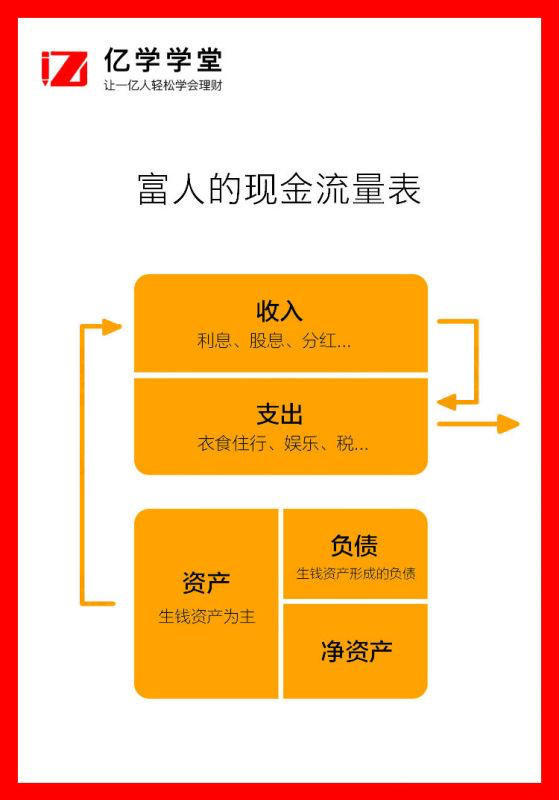 亿学学堂
让一亿人轻松学会理财
富人的现金流量表
收入
利息、股息、分红...
支出
衣食住行、娱乐、税...
资产
生钱资产为主
负债
生钱资产形成的负债
净资产